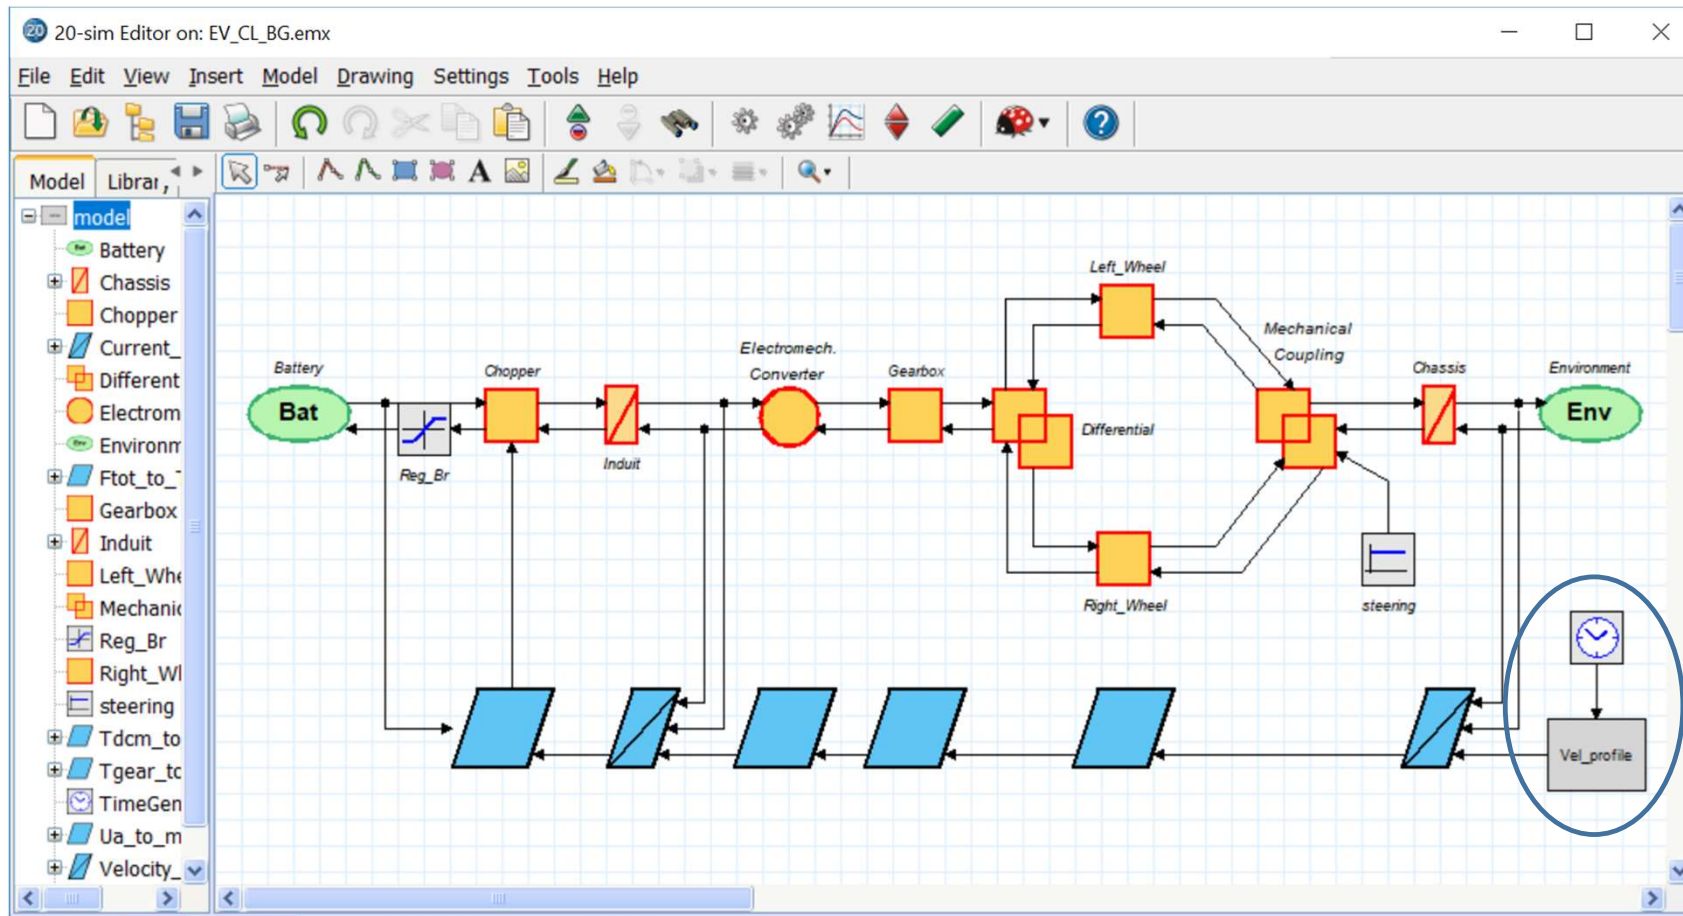 20-sim Editor on: EV_CL_BG.emx
File Edit View Insert Model Drawing Settings Tools Help
Model Librar
model
Battery
Chassis
Chopper
Current_
Different
Electrom
Environm
Ftot_to_
Gearbox
Induit
Left_Whe
Mechanic
Reg_Br
Right_Wl
steering
Tdcm_to
Tgear_tc
TimeGen
Ua_to_m
Velocity_
Left_Wheel
Mechanical
Coupling
Electromech.
Converter
Battery
Chopper
Gearbox
Chassis
Environment
Bat
Env
Differential
Reg_Br
Induit
Right_Wheel
steering
Vel_profile